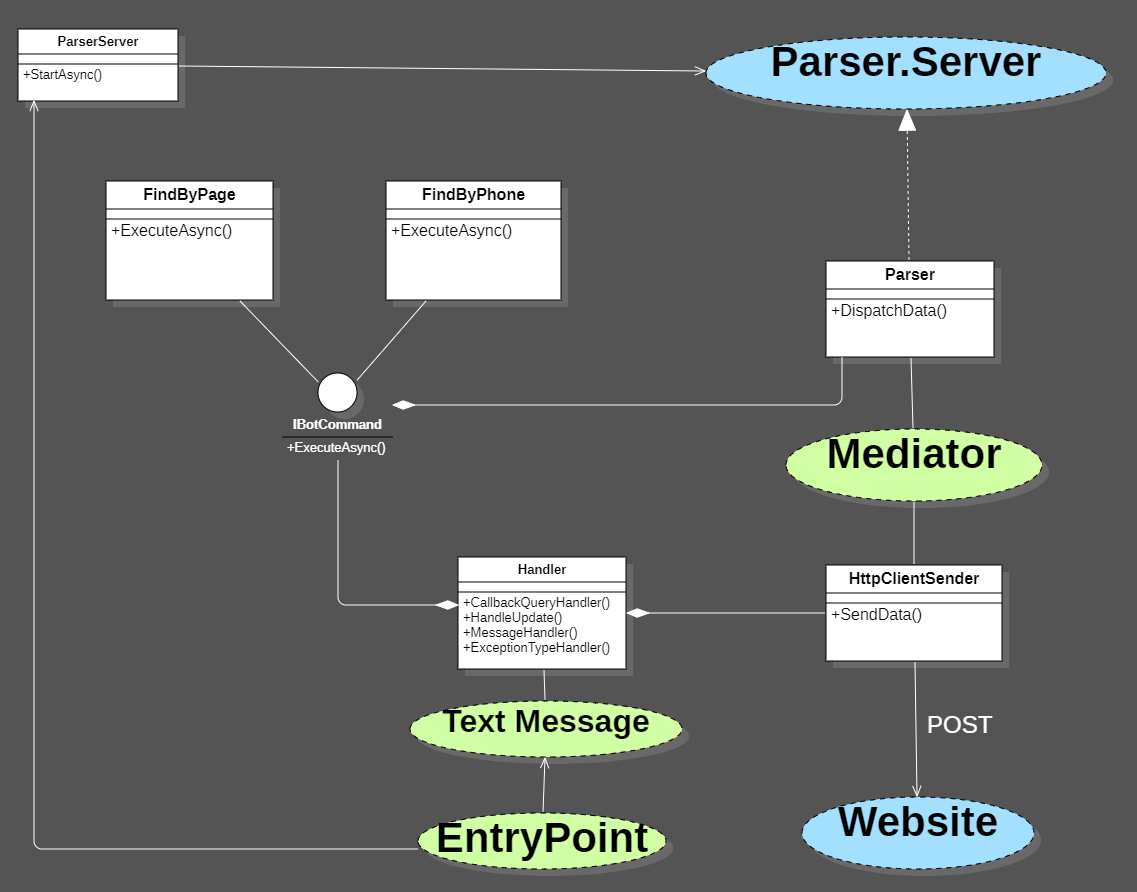 ParserServer
+StartAsync()
Parser.Server
FindByPage
+ExecuteAsync()
FindByPhone
+ExecuteAsync()
Parser
+DispatchData()
IBotCommand
+ExecuteAsync()
Mediator
Handler
+CallbackQueryHandler()
+HandleUpdate()
+MessageHandler()
+ExceptionTypeHandler()
HttpClientSender
+SendData()
Text Message
POST
EntryPoint
Website